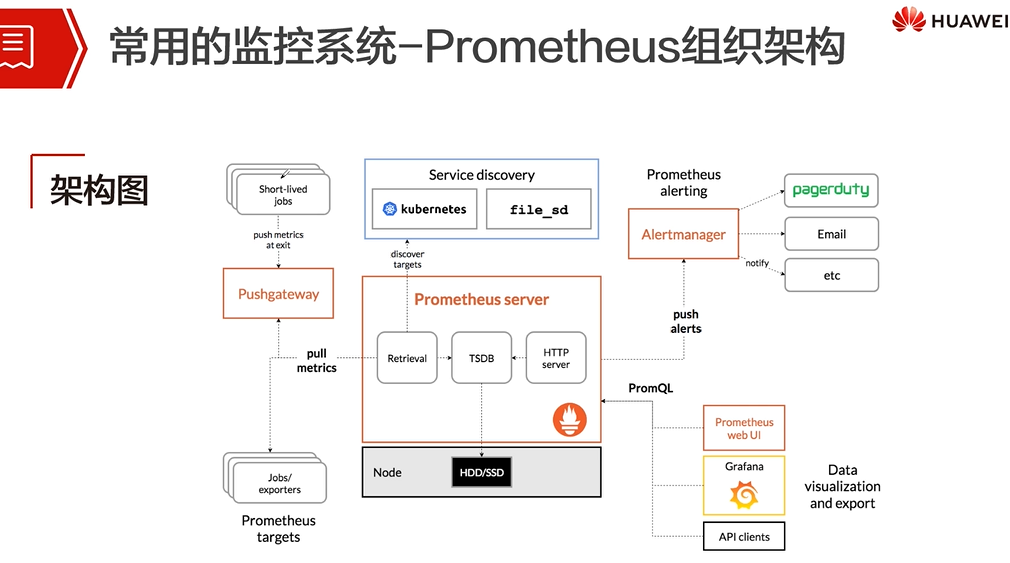 常用的监控系统-Prometheus组织架构
HUAWEI
架构图
Short-lived
jobs
push metrics
at exit
Pushgateway
pull
metrics
Jobs/
exporters
Prometheus
targets
Service discovery
kubernetes
file_sd
discover
targets
Prometheus server
Retrieval
TSDB
HTTP
server
Node
HDD/SSD
Prometheus
alerting
Alertmanager
pagerduty
Email
etc
notify
push
alerts
PromQL
Prometheus
web UI
Grafana
API clients
Data
visualization
and export